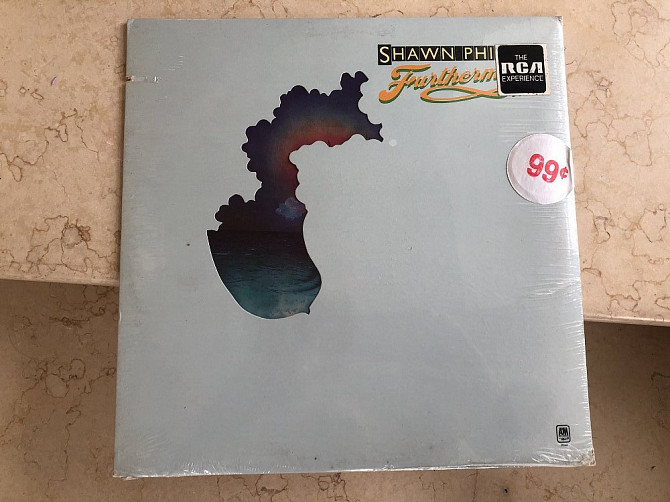 SHAWN PHI
Furtherm
THE
RCA
EXPERIENCE
99¢
A&M